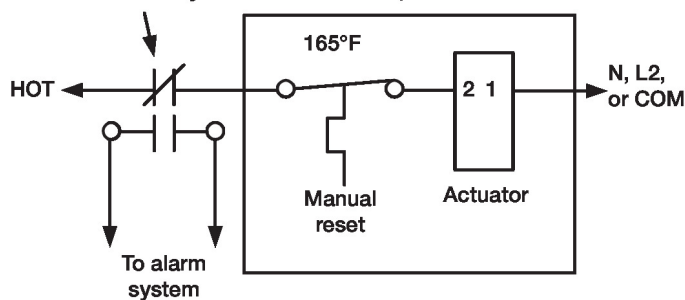 165°F
HOT
2 1
N, L2,
or COM
Manual
reset
Actuator
To alarm
system